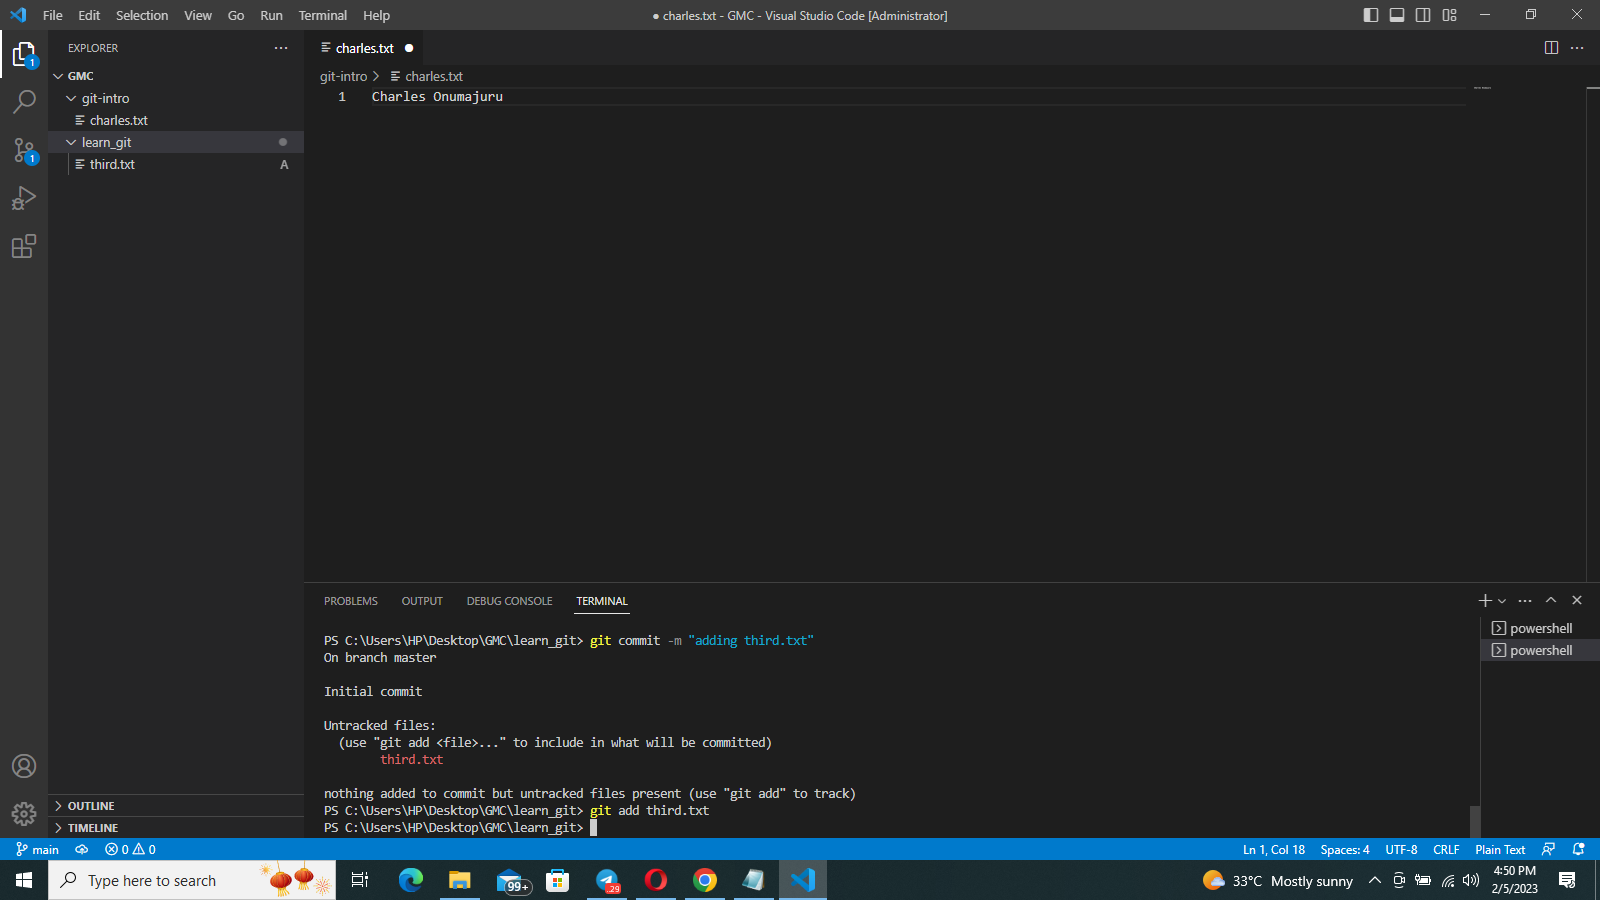 File Edit Selection View Go Run Terminal Help
● charles.txt - GMC - Visual Studio Code [Administrator]
EXPLORER
1
GMC
git-intro
charles.txt
learn_git
1
third.txt A
charles.txt
git-intro > charles.txt
1 Charles Onumajuru
PROBLEMS OUTPUT DEBUG CONSOLE TERMINAL
PS C:\Users\HP\Desktop\GMC\learn_git> git commit -m "adding third.txt"
On branch master
Initial commit
Untracked files:
(use "git add <file>..." to include in what will be committed)
third.txt
nothing added to commit but untracked files present (use "git add" to track)
PS C:\Users\HP\Desktop\GMC\learn_git> git add third.txt
PS C:\Users\HP\Desktop\GMC\learn_git>
powershell
powershell
OUTLINE
TIMELINE
main 0 0
Ln 1, Col 18 Spaces: 4 UTF-8 CRLF Plain Text
Type here to search
99+
29
33°C Mostly sunny
4:50 PM
2/5/2023